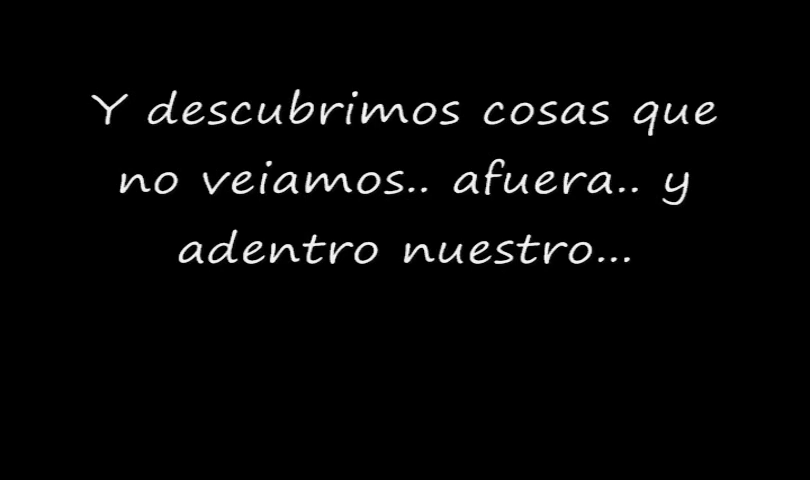 Y descubrimos cosas que
no veiamos.. afuera.. y
adentro nuestro...